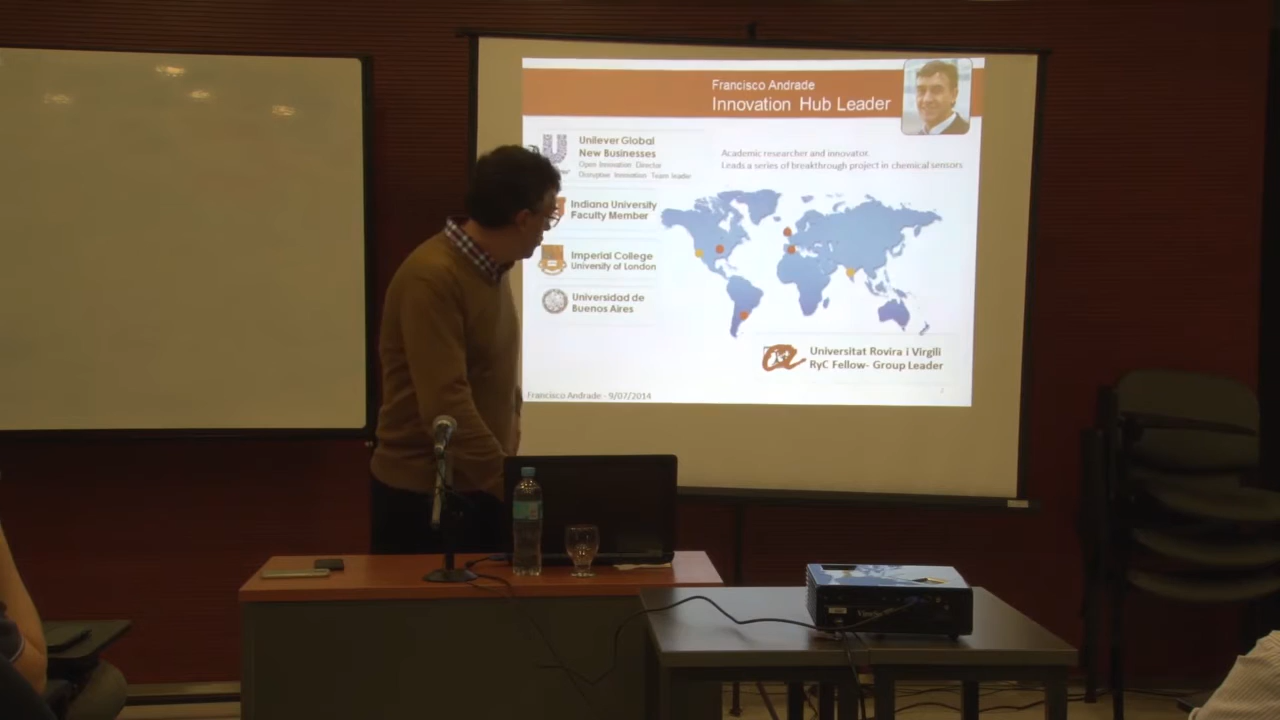 Francisco Andrade
Innovation Hub Leader
Unilever Global
New Businesses
Open Innovation Director
Disruptive Innovation Team leader
Academic researcher and innovator.
Leads a series of breakthrough project in chemical sensors
Indiana University
Faculty Member
Imperial College
University of London
Universidad de
Buenos Aires
Universitat Rovira i Virgili
RyC Fellow- Group Leader
Francisco Andrade - 9/07/2014